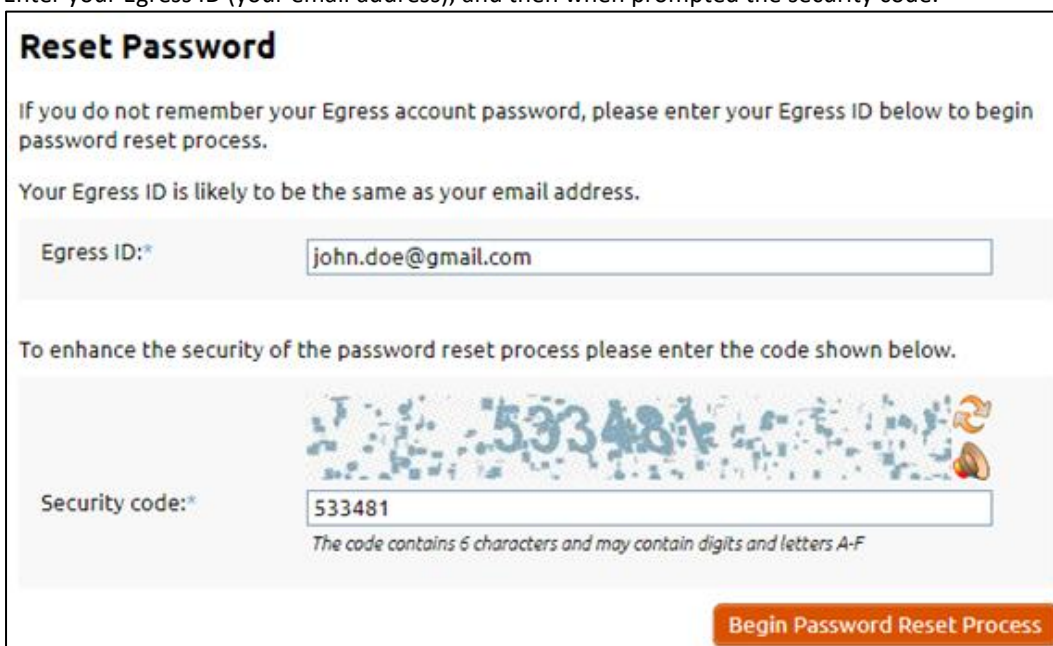 Enter your Egress ID (your email address), and then when prompted the security code.
Reset Password
If you do not remember your Egress account password, please enter your Egress ID below to begin
password reset process.
Your Egress ID is likely to be the same as your email address.
Egress ID:*
john.doe@gmail.com
To enhance the security of the password reset process please enter the code shown below.
533481
Security code:*
533481
The code contains 6 characters and may contain digits and letters A-F
Begin Password Reset Process